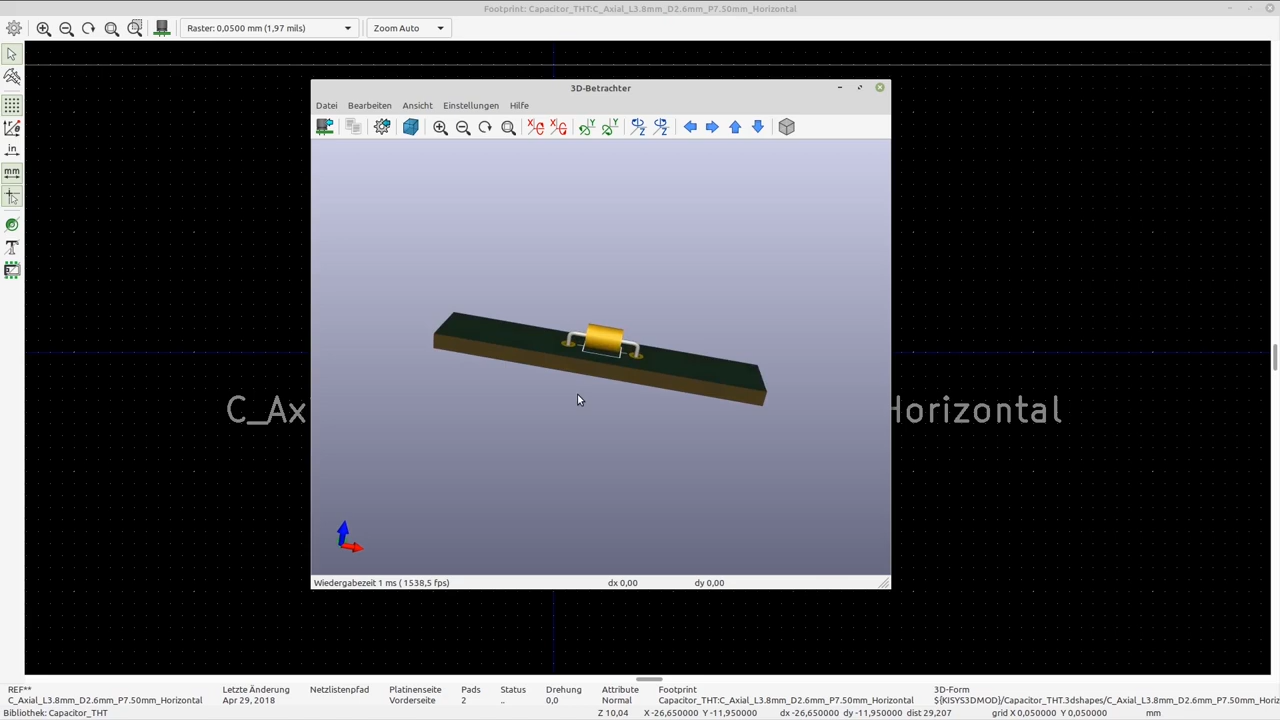 Footprint: Capacitor_THT:C_Axial_L3.8mm_D2.6mm_P7.50mm_Horizontal
Raster: 0,0500 mm (1,97 mils)
Zoom Auto
3D-Betrachter
Datei Bearbeiten Ansicht Einstellungen Hilfe
in
mm
C_Ax
Horizontal
Wiedergabezeit 1 ms ( 1538,5 fps) dx 0,00 dy 0,00
REF** Letzte Änderung Netzlistenpfad Platinenseite Pads Status Drehung Attribute Footprint 3D-Form
C_Axial_L3.8mm_D2.6mm_P7.50mm_Horizontal Apr 29, 2018 Vorderseite 2 .. 0,0 Normal Capacitor_THT:C_Axial_L3.8mm_D2.6mm_P7.50mm_Horizontal ${KISYS3DMOD}/Capacitor_THT.3dshapes/C_Axial_L3.8mm_D2.6mm_P7.50mm_Horizonta
Bibliothek: Capacitor_THT Z 10,04 X -26,650000 Y -11,950000 dx -26,650000 dy -11,950000 dist 29,207 grid X 0,050000 Y 0,050000 mm